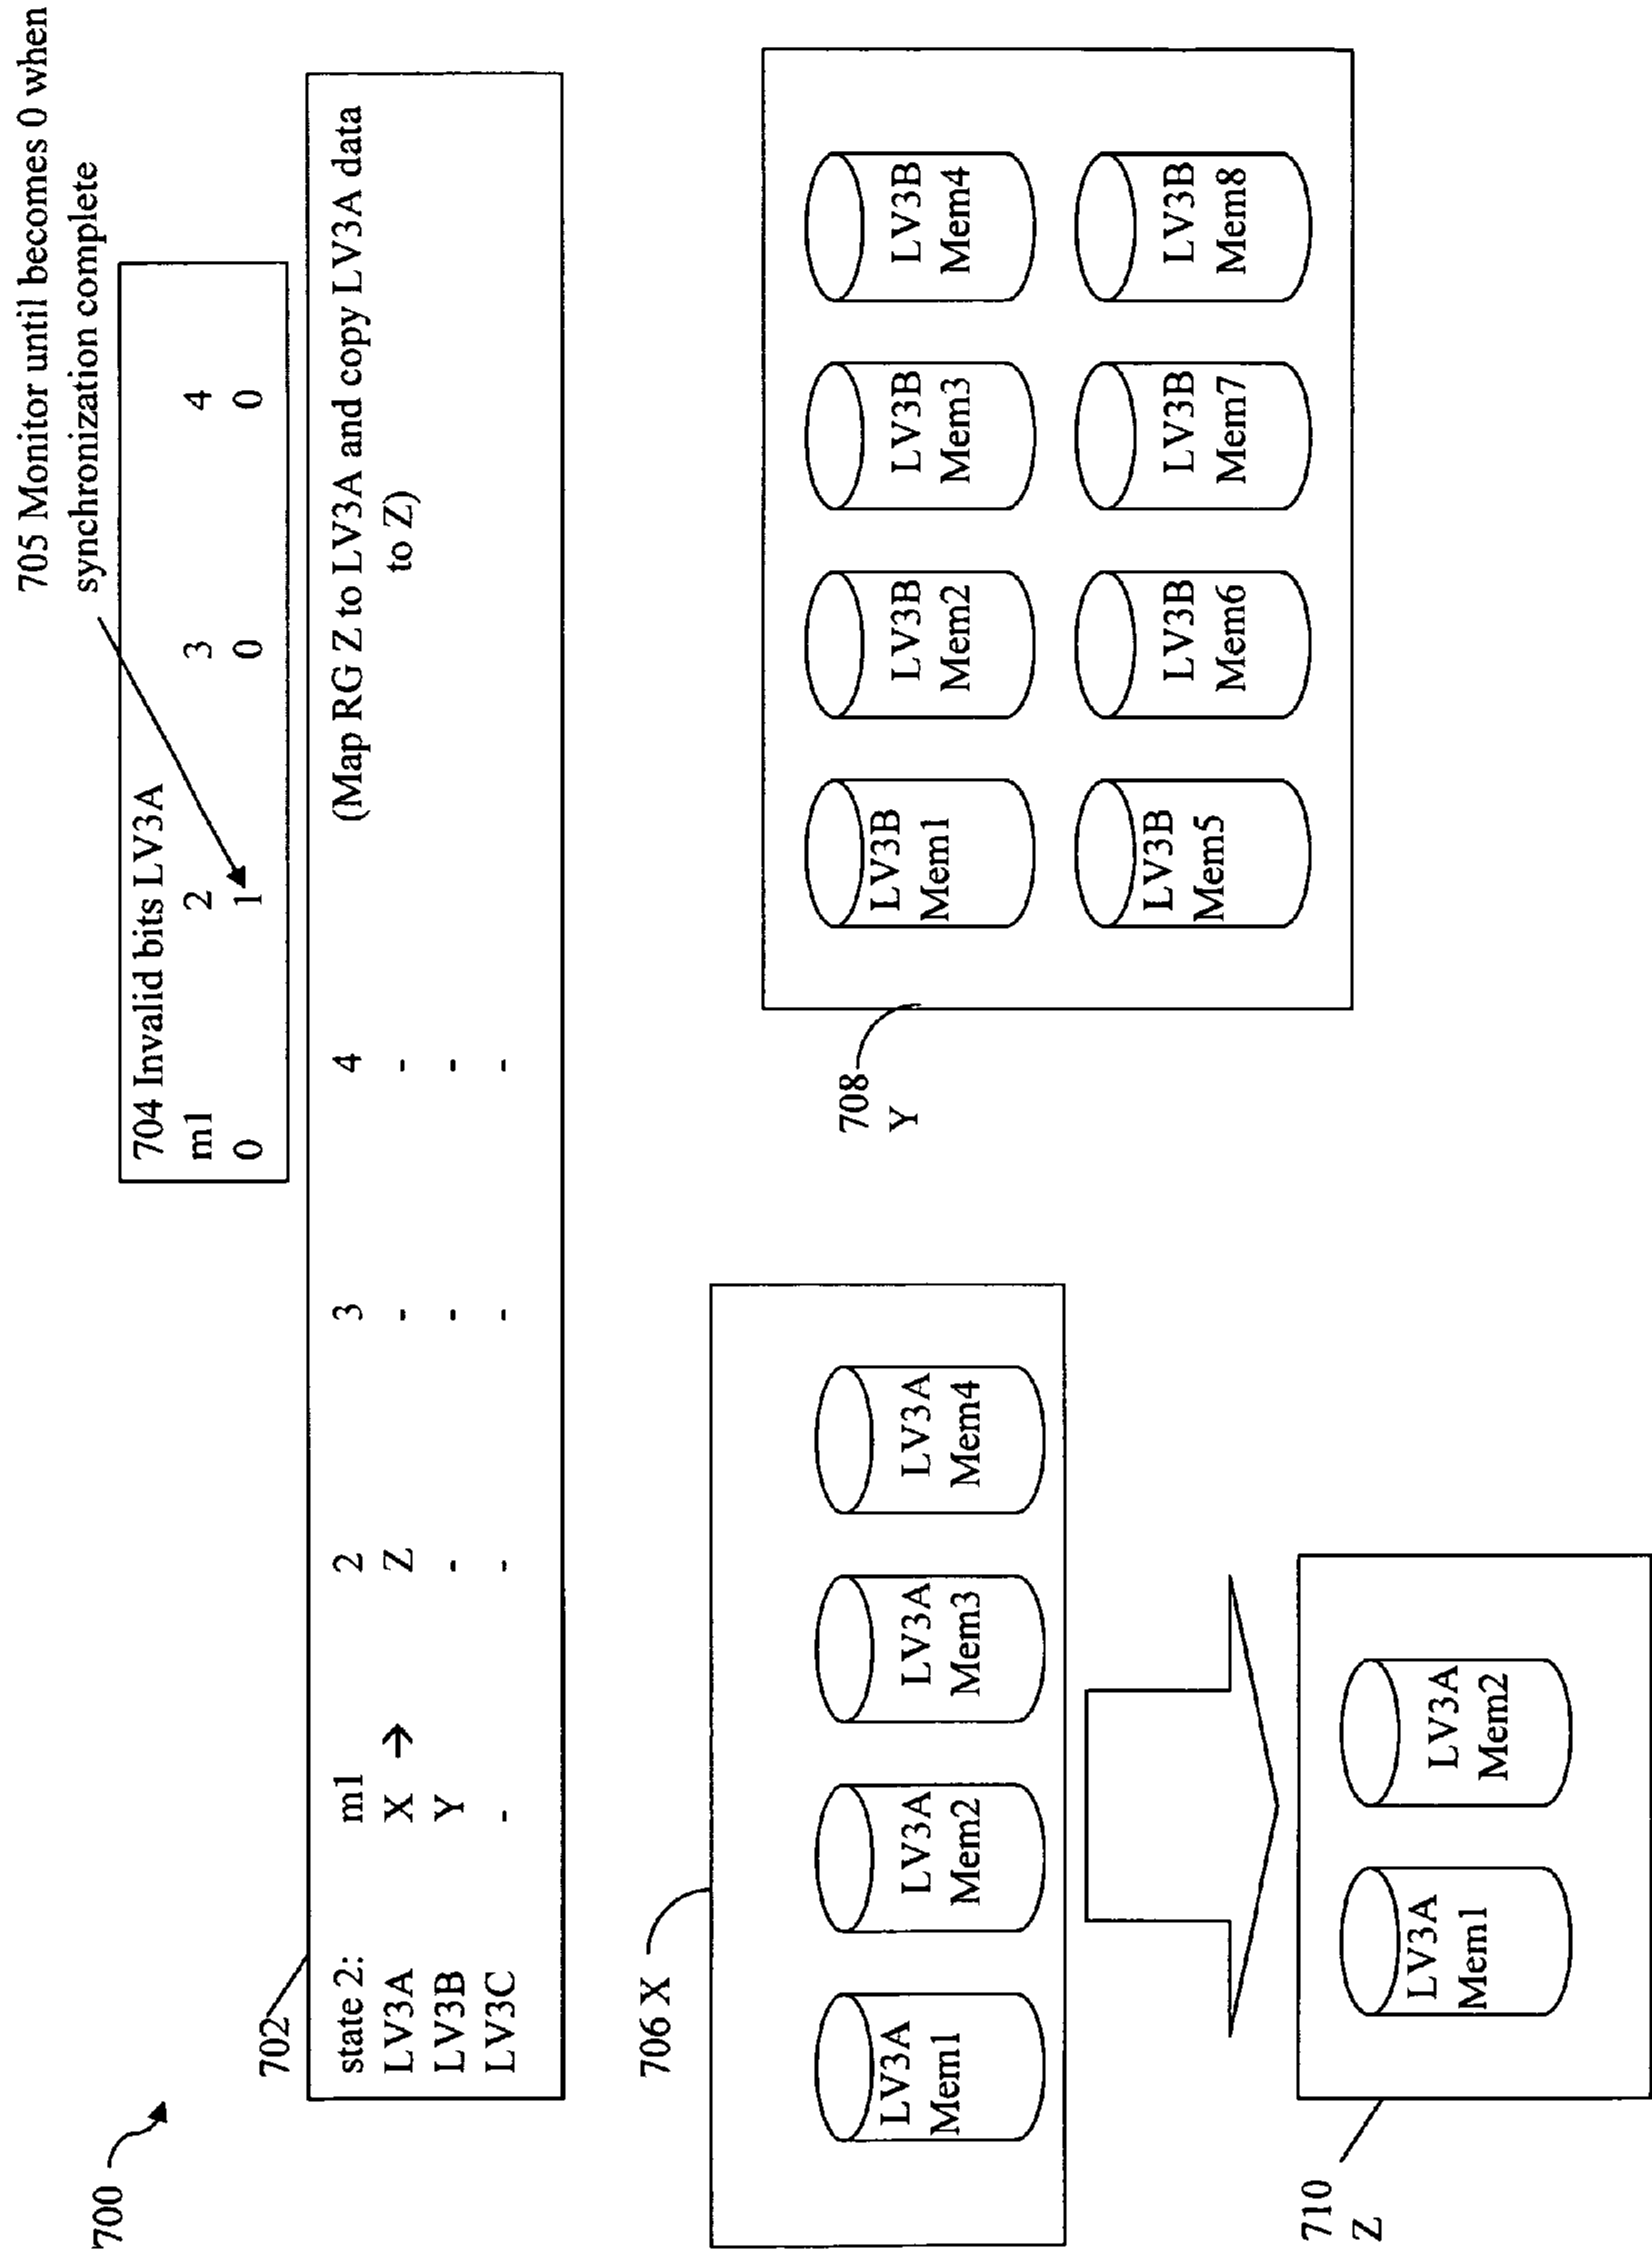 700
705 Monitor until becomes 0 when
synchronization complete
704 Invalid bits LV3A
m1 2 3 4
0 1 0 0
702
state 2: m1 2 3 4 (Map RG Z to LV3A and copy LV3A data
LV3A X → Z - - to Z)
LV3B Y - - -
LV3C - - - -
706 X
LV3A
Mem1
LV3A
Mem2
LV3A
Mem3
LV3A
Mem4
708
Y
LV3B
Mem1
LV3B
Mem2
LV3B
Mem3
LV3B
Mem4
LV3B
Mem5
LV3B
Mem6
LV3B
Mem7
LV3B
Mem8
710
Z
LV3A
Mem1
LV3A
Mem2